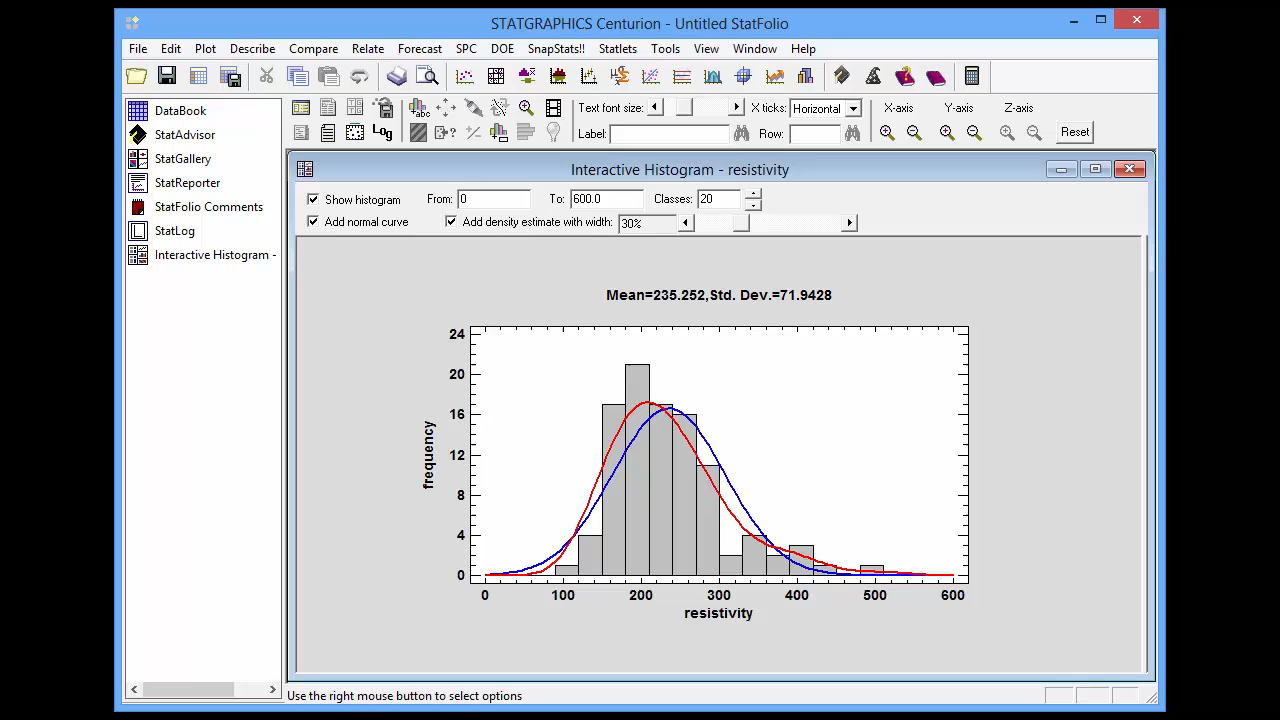 STATGRAPHICS Centurion - Untitled StatFolio
File Edit Plot Describe Compare Relate Forecast SPC DOE SnapStats!! Statlets Tools View Window Help
DataBook
StatAdvisor
StatGallery
StatReporter
StatFolio Comments
StatLog
Interactive Histogram -
Text font size: X ticks: Horizontal X-axis Y-axis Z-axis
Log Label: Row: Reset
Interactive Histogram - resistivity
Show histogram From: 0 To: 600.0 Classes: 20
Add normal curve Add density estimate with width: 30%
Mean=235.252,Std. Dev.=71.9428
24
20
16
12
8
4
0
frequency
0 100 200 300 400 500 600
resistivity
Use the right mouse button to select options